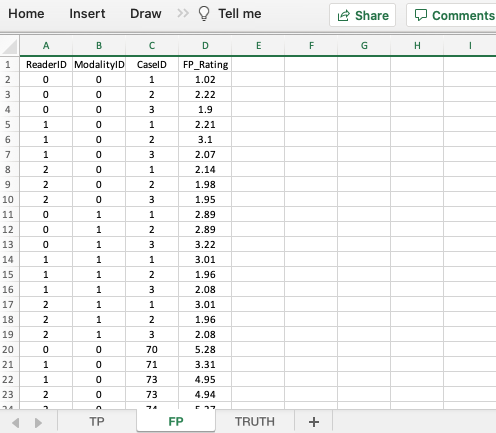 Home Insert Draw >> Tell me Share Comments
A B C D E F G H I
1 ReaderID ModalityID CaseID FP_Rating
2 0 0 1 1.02
3 0 0 2 2.22
4 0 0 3 1.9
5 1 0 1 2.21
6 1 0 2 3.1
7 1 0 3 2.07
8 2 0 1 2.14
9 2 0 2 1.98
10 2 0 3 1.95
11 0 1 1 2.89
12 0 1 2 2.89
13 0 1 3 3.22
14 1 1 1 3.01
15 1 1 2 1.96
16 1 1 3 2.08
17 2 1 1 3.01
18 2 1 2 1.96
19 2 1 3 2.08
20 0 0 70 5.28
21 1 0 71 3.31
22 1 0 73 4.95
23 2 0 73 4.94
24 2 0 74 5.27
TP FP TRUTH +